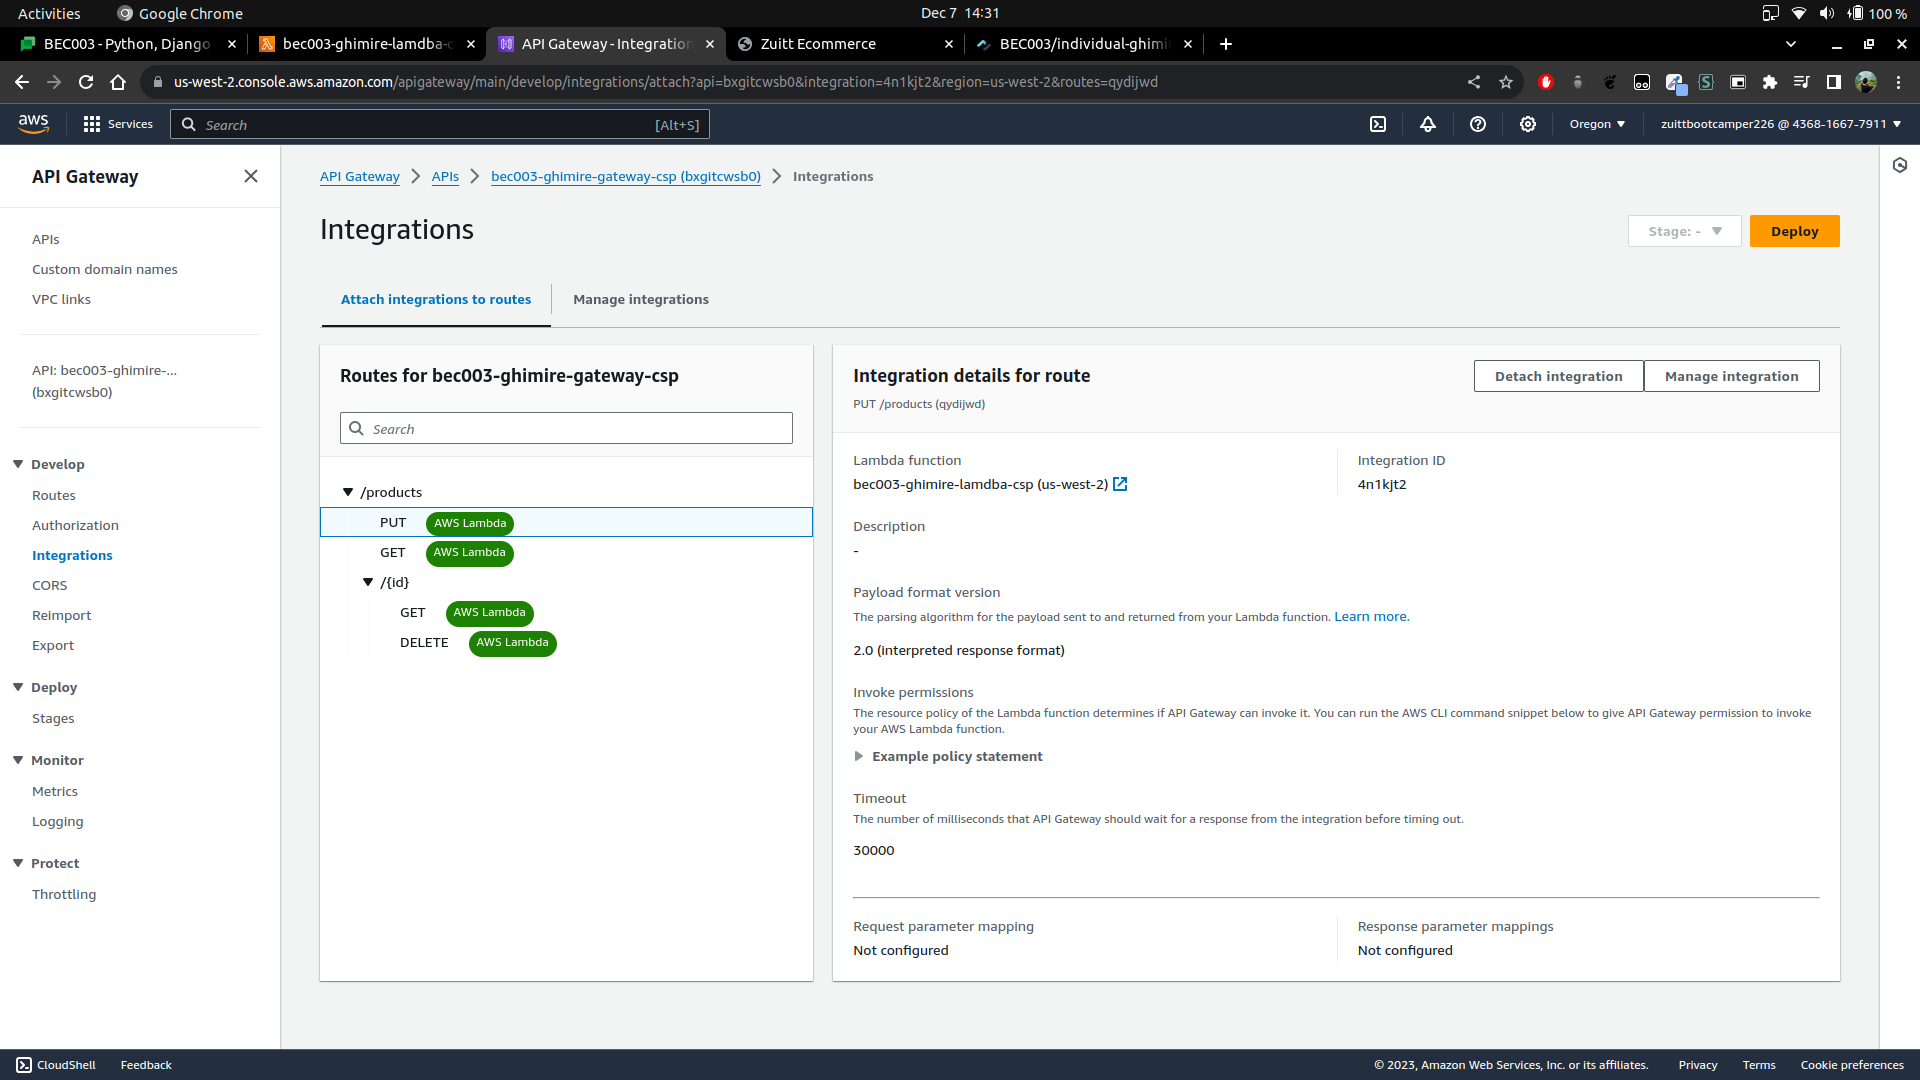 Activities
Google Chrome
Dec 7 14:31
100 %
BEC003 - Python, Django
bec003-ghimire-lamdba-c
API Gateway - Integration
Zuitt Ecommerce
BEC003/individual-ghimi
us-west-2.console.aws.amazon.com/apigateway/main/develop/integrations/attach?api=bxgitcwsb0&integration=4n1kjt2&region=us-west-2&routes=qydijwd
aws
Services
Search
[Alt+S]
Oregon
zuittbootcamper226 @ 4368-1667-7911
API Gateway
APIs
Custom domain names
VPC links
API: bec003-ghimire-...
(bxgitcwsb0)
Develop
Routes
Authorization
Integrations
CORS
Reimport
Export
Deploy
Stages
Monitor
Metrics
Logging
Protect
Throttling
API Gateway
APIs
bec003-ghimire-gateway-csp (bxgitcwsb0)
Integrations
Integrations
Stage: -
Deploy
Attach integrations to routes
Manage integrations
Routes for bec003-ghimire-gateway-csp
Search
/products
PUT AWS Lambda
GET AWS Lambda
/{id}
GET AWS Lambda
DELETE AWS Lambda
Integration details for route
PUT /products (qydijwd)
Detach integration
Manage integration
Lambda function
bec003-ghimire-lamdba-csp (us-west-2)
Integration ID
4n1kjt2
Description
-
Payload format version
The parsing algorithm for the payload sent to and returned from your Lambda function. Learn more.
2.0 (interpreted response format)
Invoke permissions
The resource policy of the Lambda function determines if API Gateway can invoke it. You can run the AWS CLI command snippet below to give API Gateway permission to invoke
your AWS Lambda function.
Example policy statement
Timeout
The number of milliseconds that API Gateway should wait for a response from the integration before timing out.
30000
Request parameter mapping
Not configured
Response parameter mappings
Not configured
CloudShell
Feedback
© 2023, Amazon Web Services, Inc. or its affiliates.
Privacy
Terms
Cookie preferences